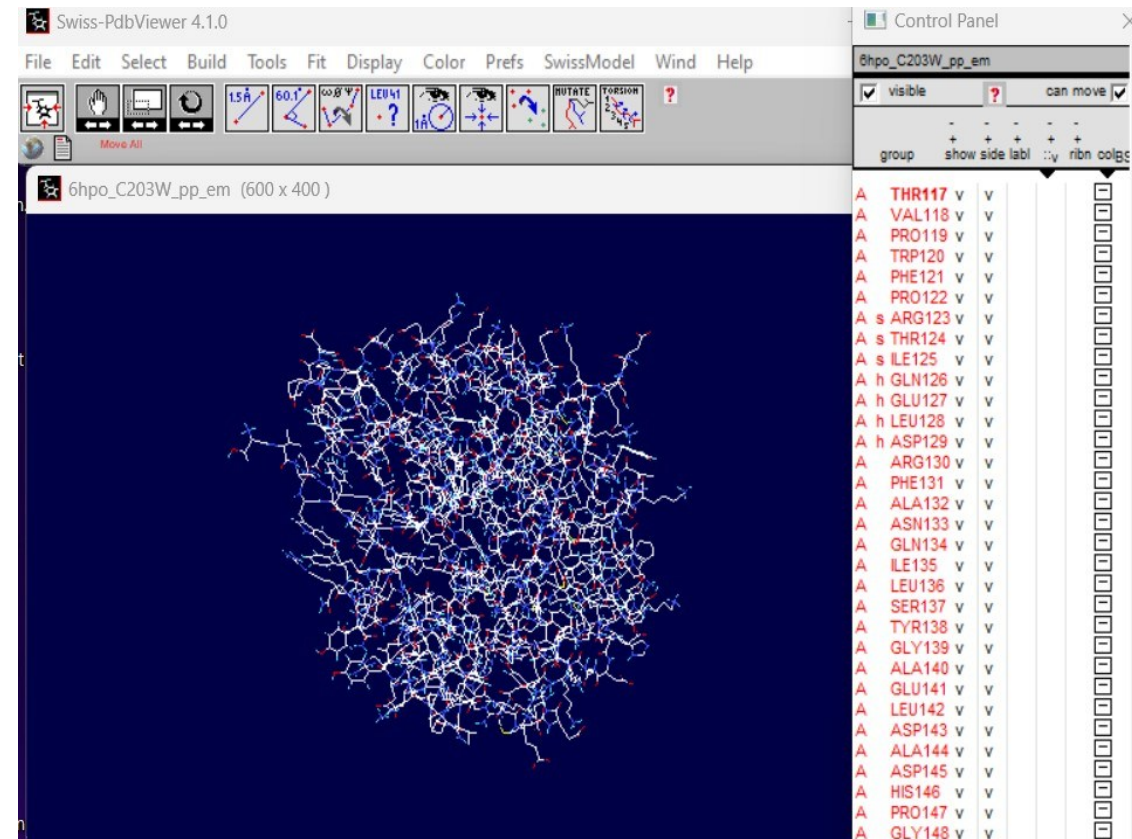 Swiss-PdbViewer 4.1.0
File Edit Select Build Tools Fit Display Color Prefs SwissModel Wind Help
1.5Å 60.1° ω,Φ Ψ LEU41 ? 1Å MUTATE TORSION ?
Move All
6hpo_C203W_pp_em (600 x 400 )
Control Panel
6hpo_C203W_pp_em
visible ? can move
- - - - -
+ + + + +
group show side labl ::v ribn col BS
A THR117 v v
A VAL118 v v
A PRO119 v v
A TRP120 v v
A PHE121 v v
A PRO122 v v
A s ARG123 v v
A s THR124 v v
A s ILE125 v v
A h GLN126 v v
A h GLU127 v v
A h LEU128 v v
A h ASP129 v v
A ARG130 v v
A PHE131 v v
A ALA132 v v
A ASN133 v v
A GLN134 v v
A ILE135 v v
A LEU136 v v
A SER137 v v
A TYR138 v v
A GLY139 v v
A ALA140 v v
A GLU141 v v
A LEU142 v v
A ASP143 v v
A ALA144 v v
A ASP145 v v
A HIS146 v v
A PRO147 v v
A GLY148 v v